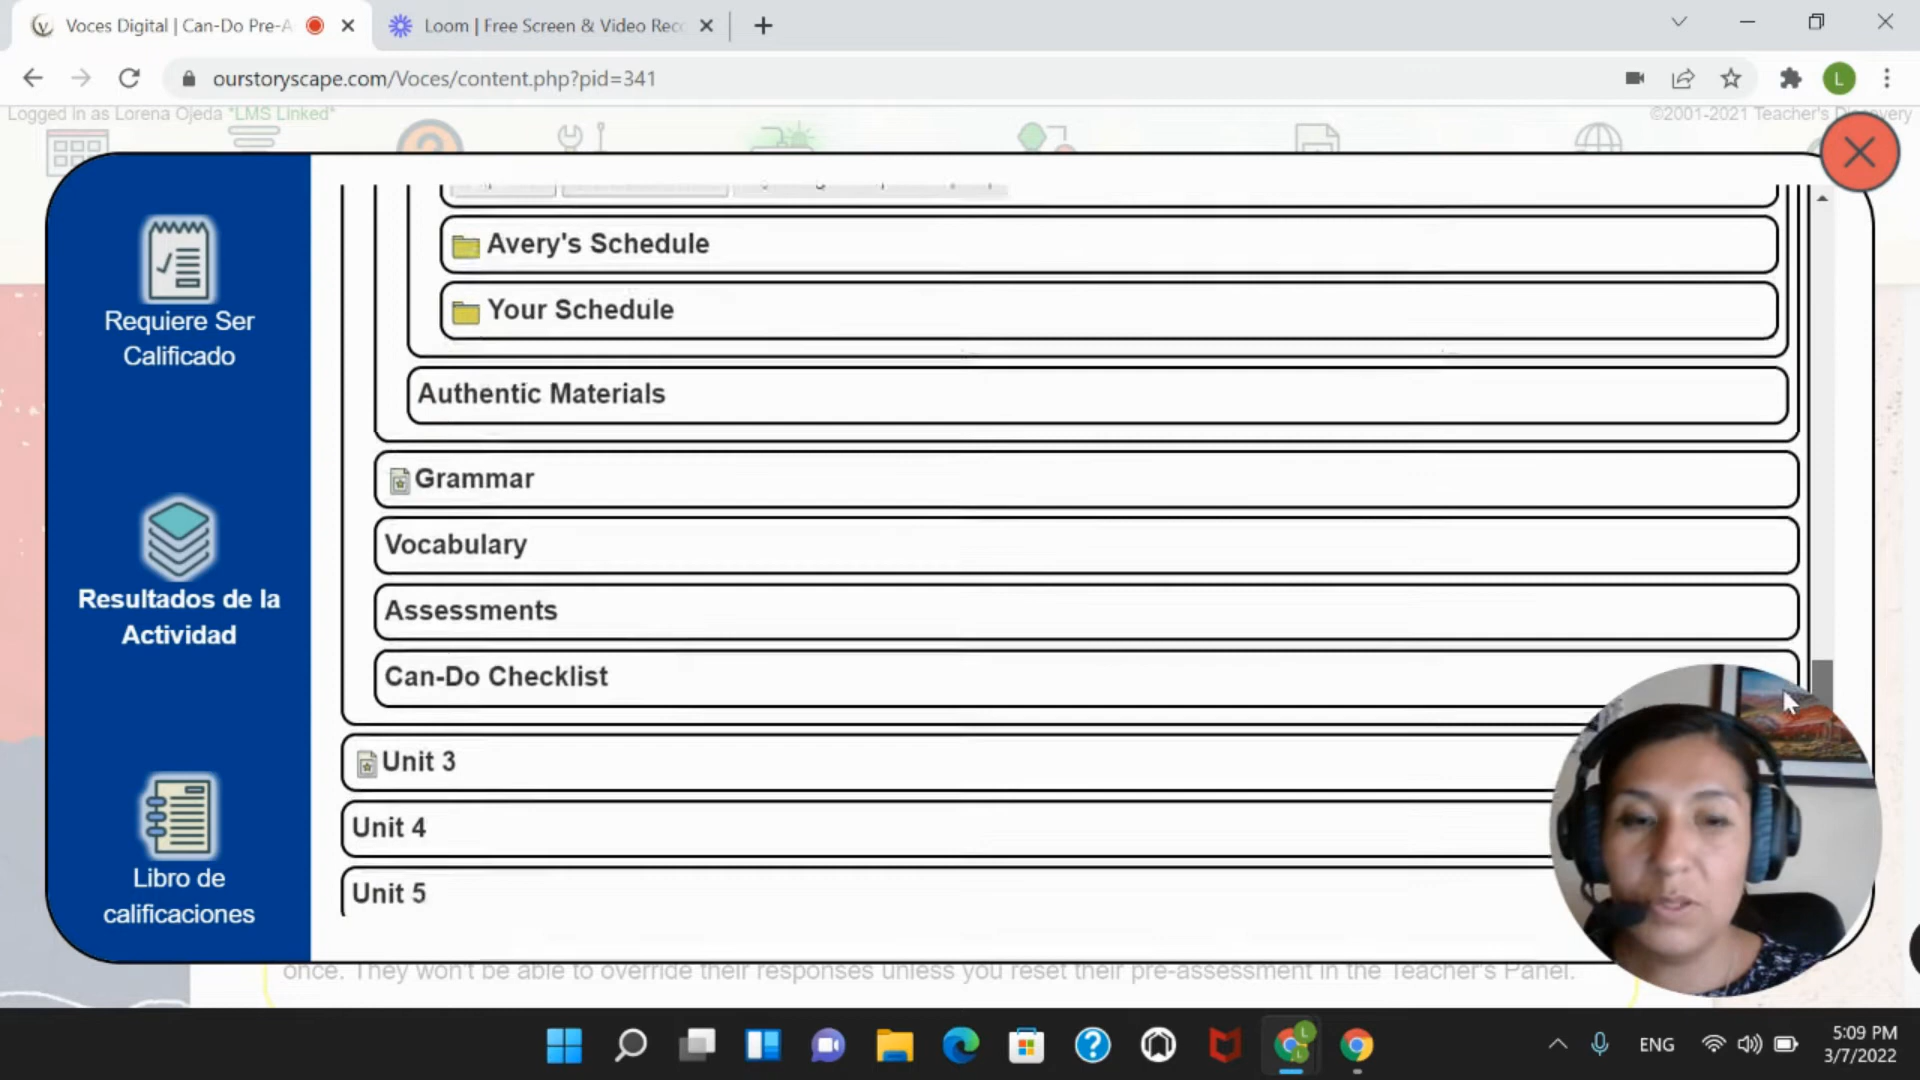 Voces Digital | Can-Do Pre-A
Loom | Free Screen & Video Rec
ourstoryscape.com/Voces/content.php?pid=341
L
Logged in as Lorena Ojeda *LMS Linked*
©2001-2021 Teacher's Discovery
Requiere Ser
Calificado
Resultados de la
Actividad
Libro de
calificaciones
Avery's Schedule
Your Schedule
Authentic Materials
Grammar
Vocabulary
Assessments
Can-Do Checklist
Unit 3
Unit 4
Unit 5
once. They won't be able to override their responses unless you reset their pre-assessment in the Teacher's Panel.
ENG
5:09 PM
3/7/2022